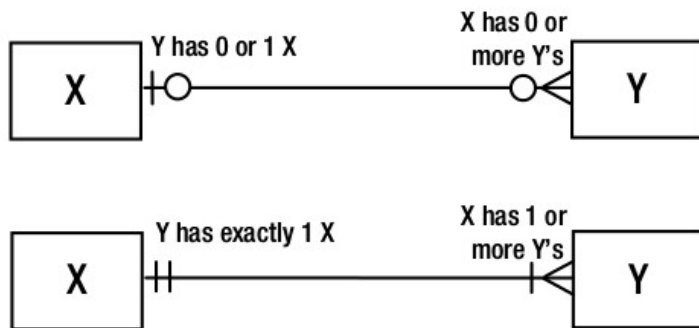 X
Y has 0 or 1 X
X has 0 or
more Y's
Y
X
Y has exactly 1 X
X has 1 or
more Y's
Y